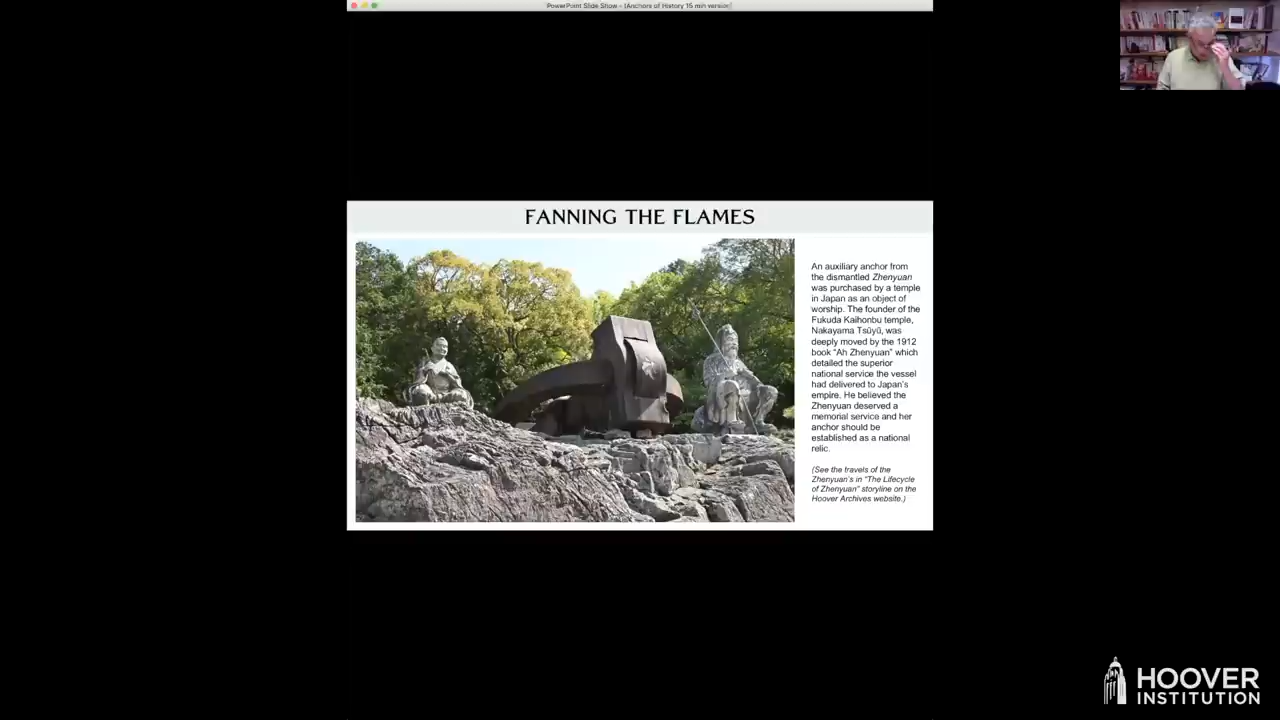 PowerPoint Slide Show - [Anchors of History 15 min version]
FANNING THE FLAMES
An auxiliary anchor from
the dismantled Zhenyuan
was purchased by a temple
in Japan as an object of
worship. The founder of the
Fukuda Kaihonbu temple,
Nakayama Tsūyū, was
deeply moved by the 1912
book "Ah Zhenyuan" which
detailed the superior
national service the vessel
had delivered to Japan's
empire. He believed the
Zhenyuan deserved a
memorial service and her
anchor should be
established as a national
relic.
(See the travels of the
Zhenyuan's in "The Lifecycle
of Zhenyuan" storyline on the
Hoover Archives website.)
HOOVER
INSTITUTION